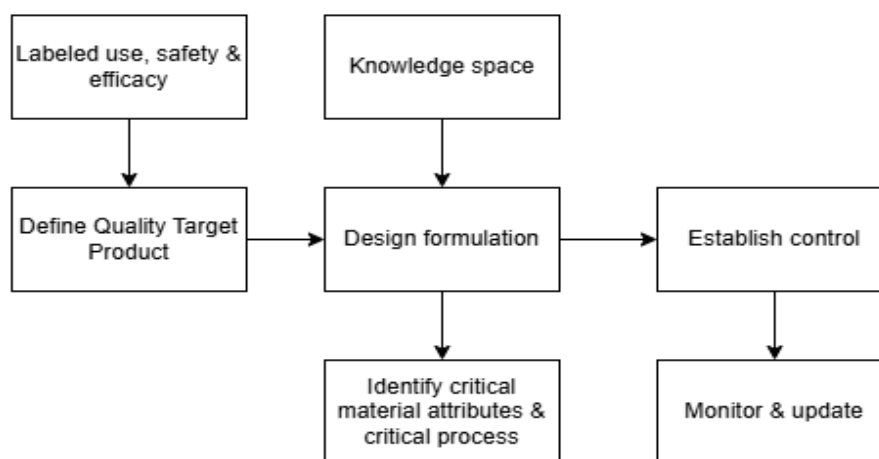 Labeled use, safety &
efficacy
Knowledge space
Define Quality Target
Product
Design formulation
Establish control
Identify critical
material attributes &
critical process
Monitor & update